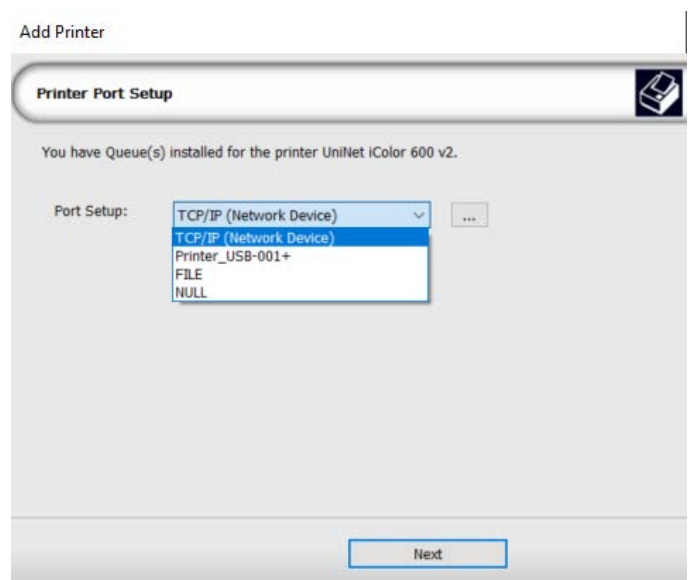 Add Printer
Printer Port Setup
You have Queue(s) installed for the printer UniNet iColor 600 v2.
Port Setup:
TCP/IP (Network Device)
...
TCP/IP (Network Device)
Printer_USB-001+
FILE
NULL
Next